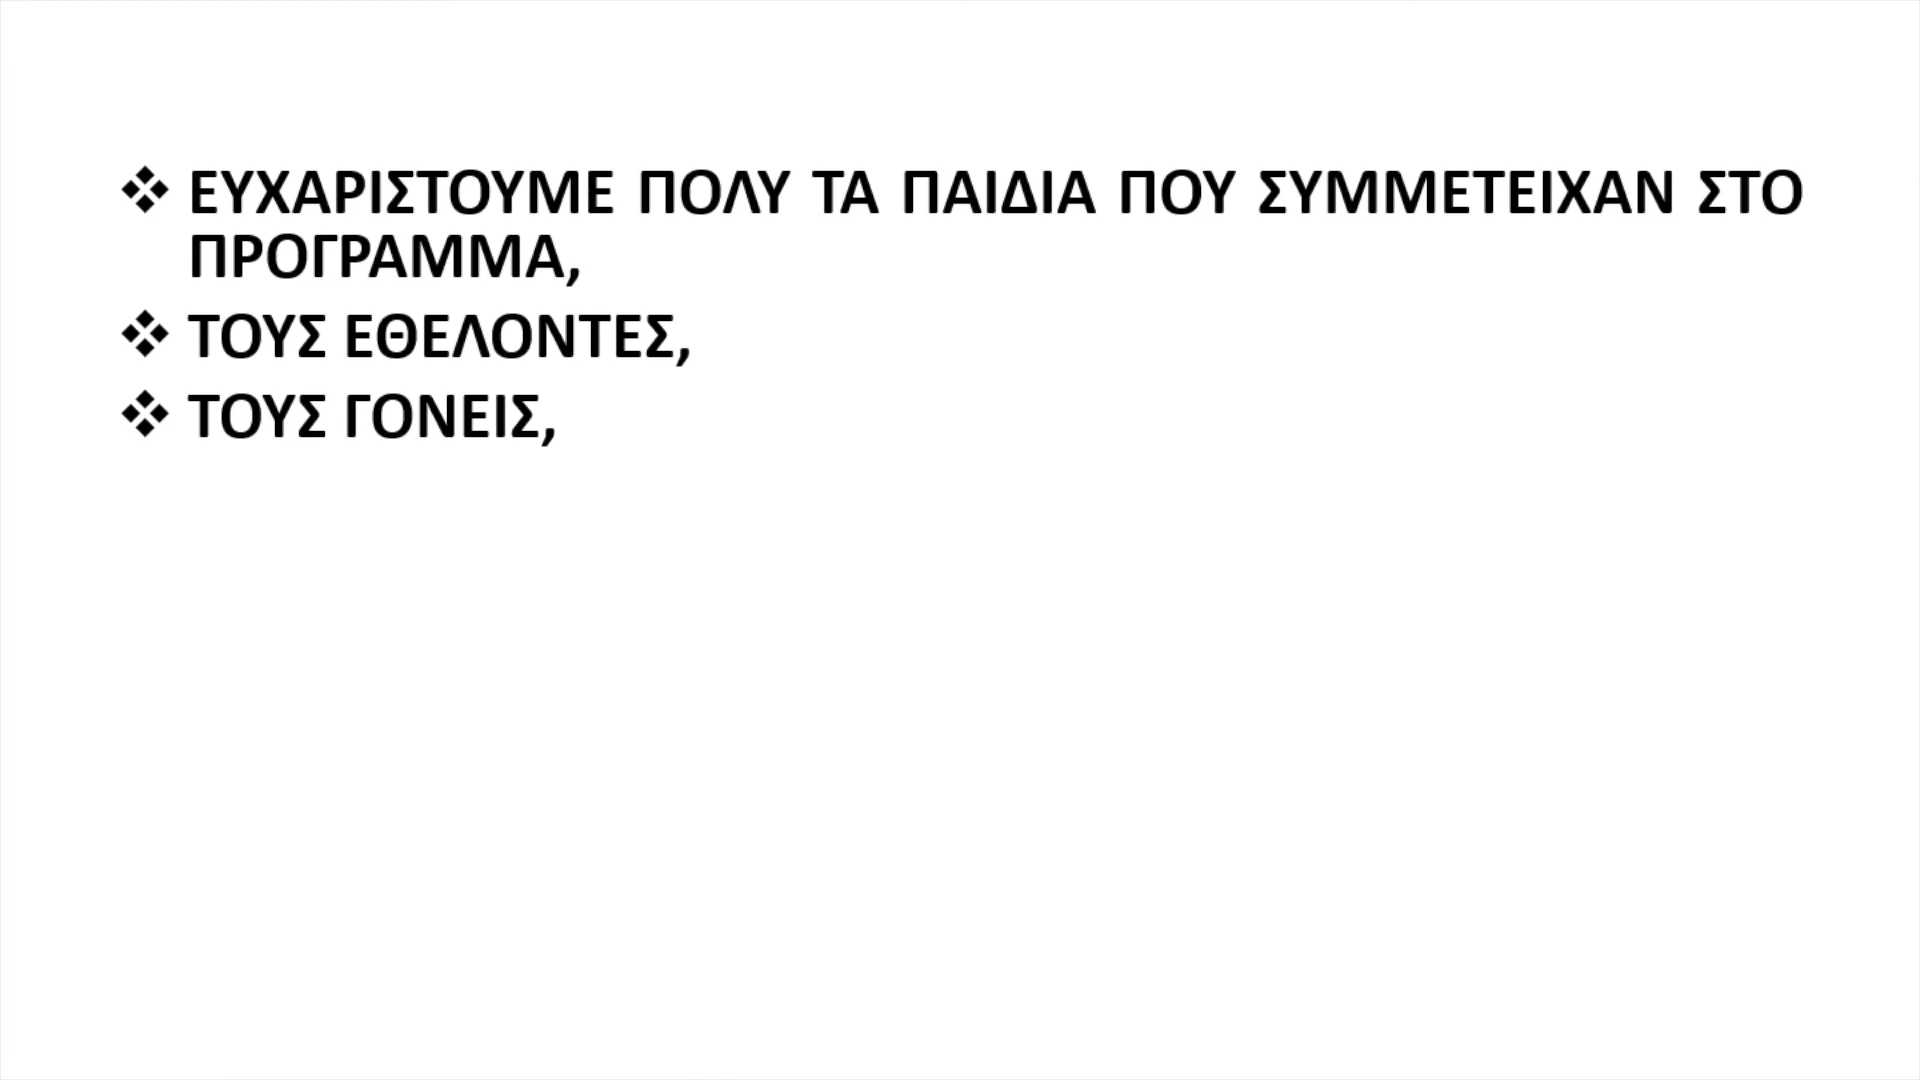 ❖ ΕΥΧΑΡΙΣΤΟΥΜΕ ΠΟΛΥ ΤΑ ΠΑΙΔΙΑ ΠΟΥ ΣΥΜΜΕΤΕΙΧΑΝ ΣΤΟ
ΠΡΟΓΡΑΜΜΑ,
❖ ΤΟΥΣ ΕΘΕΛΟΝΤΕΣ,
❖ ΤΟΥΣ ΓΟΝΕΙΣ,